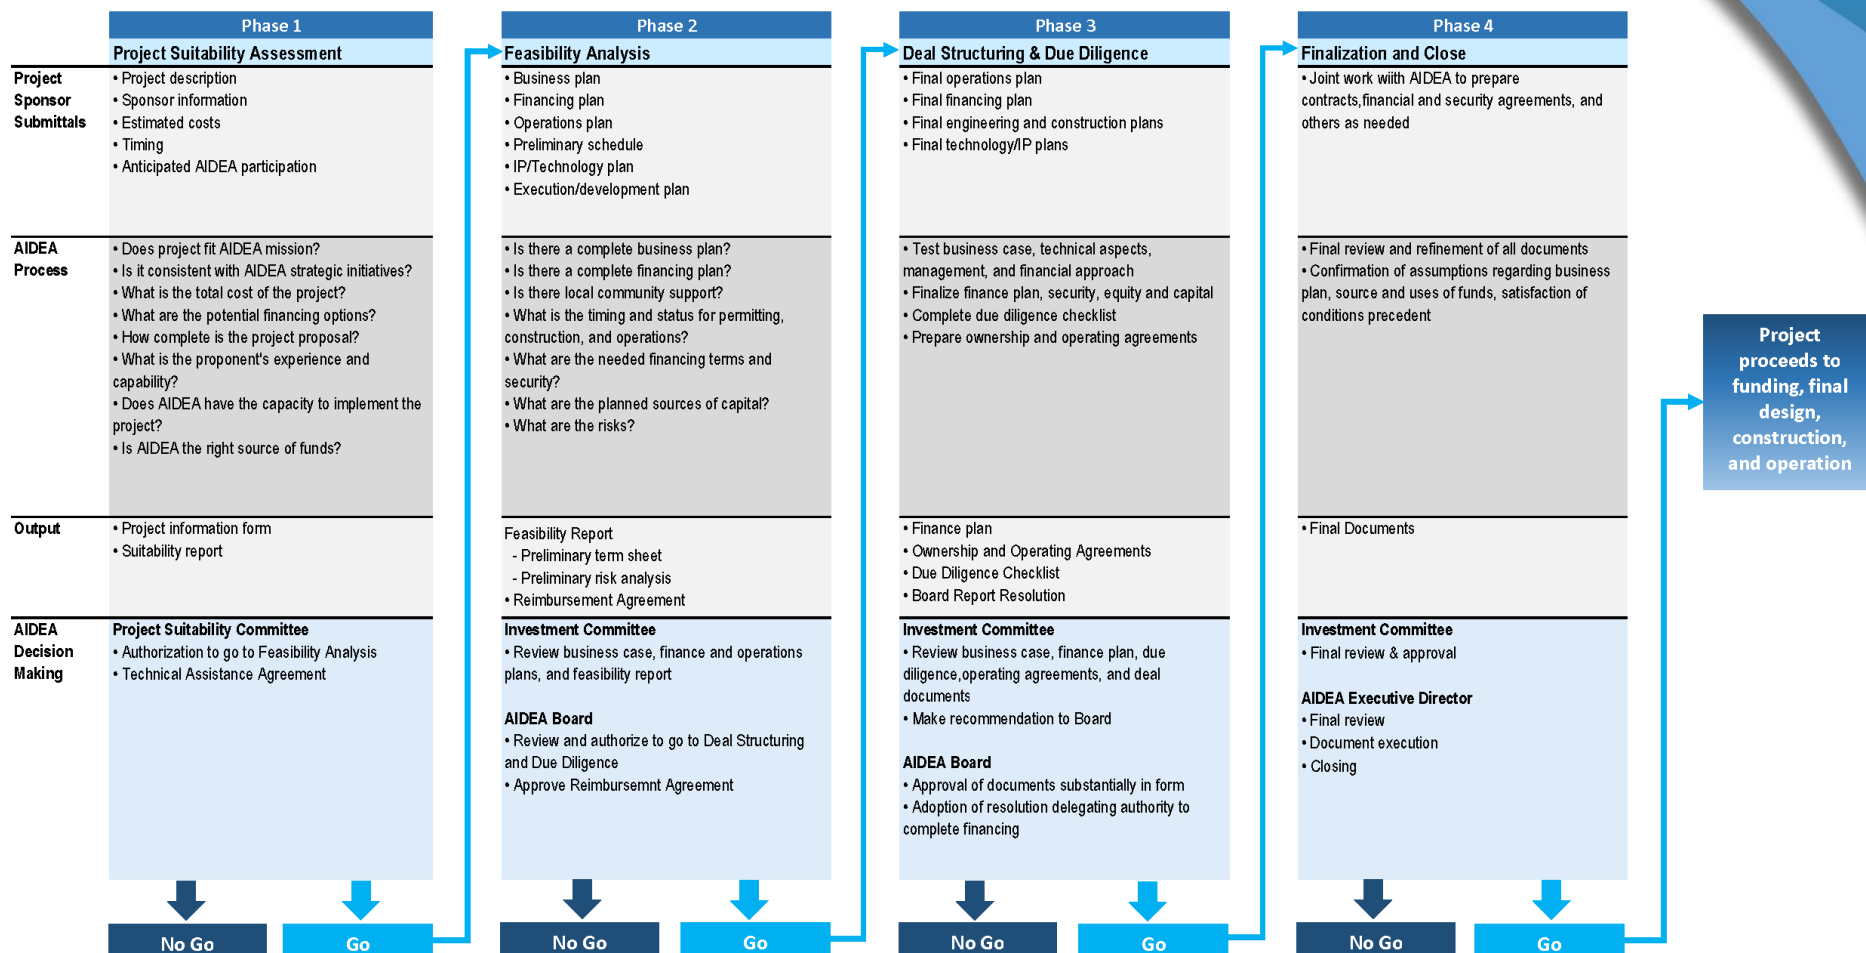 Phase 1
Project Suitability Assessment
Project
Sponsor
Submittals
• Project description
• Sponsor information
• Estimated costs
• Timing
• Anticipated AIDEA participation
AIDEA
Process
• Does project fit AIDEA mission?
• Is it consistent with AIDEA strategic initiatives?
• What is the total cost of the project?
• What are the potential financing options?
• How complete is the project proposal?
• What is the proponent's experience and
capability?
• Does AIDEA have the capacity to implement the
project?
• Is AIDEA the right source of funds?
Output
• Project information form
• Suitability report
AIDEA
Decision
Making
Project Suitability Committee
• Authorization to go to Feasibility Analysis
• Technical Assistance Agreement
No Go
Go
Phase 2
Feasibility Analysis
• Business plan
• Financing plan
• Operations plan
• Preliminary schedule
• IP/Technology plan
• Execution/development plan
• Is there a complete business plan?
• Is there a complete financing plan?
• Is there local community support?
• What is the timing and status for permitting,
construction, and operations?
• What are the needed financing terms and
security?
• What are the planned sources of capital?
• What are the risks?
Feasibility Report
- Preliminary term sheet
- Preliminary risk analysis
• Reimbursement Agreement
Investment Committee
• Review business case, finance and operations
plans, and feasibility report
AIDEA Board
• Review and authorize to go to Deal Structuring
and Due Diligence
• Approve Reimbursemnt Agreement
No Go
Go
Phase 3
Deal Structuring & Due Diligence
• Final operations plan
• Final financing plan
• Final engineering and construction plans
• Final technology/IP plans
• Test business case, technical aspects,
management, and financial approach
• Finalize finance plan, security, equity and capital
• Complete due diligence checklist
• Prepare ownership and operating agreements
• Finance plan
• Ownership and Operating Agreements
• Due Diligence Checklist
• Board Report Resolution
Investment Committee
• Review business case, finance plan, due
diligence,operating agreements, and deal
documents
• Make recommendation to Board
AIDEA Board
• Approval of documents substantially in form
• Adoption of resolution delegating authority to
complete financing
No Go
Go
Phase 4
Finalization and Close
• Joint work wiith AIDEA to prepare
contracts,financial and security agreements, and
others as needed
• Final review and refinement of all documents
• Confirmation of assumptions regarding business
plan, source and uses of funds, satisfaction of
conditions precedent
• Final Documents
Investment Committee
• Final review & approval
AIDEA Executive Director
• Final review
• Document execution
• Closing
No Go
Go
Project
proceeds to
funding, final
design,
construction,
and operation